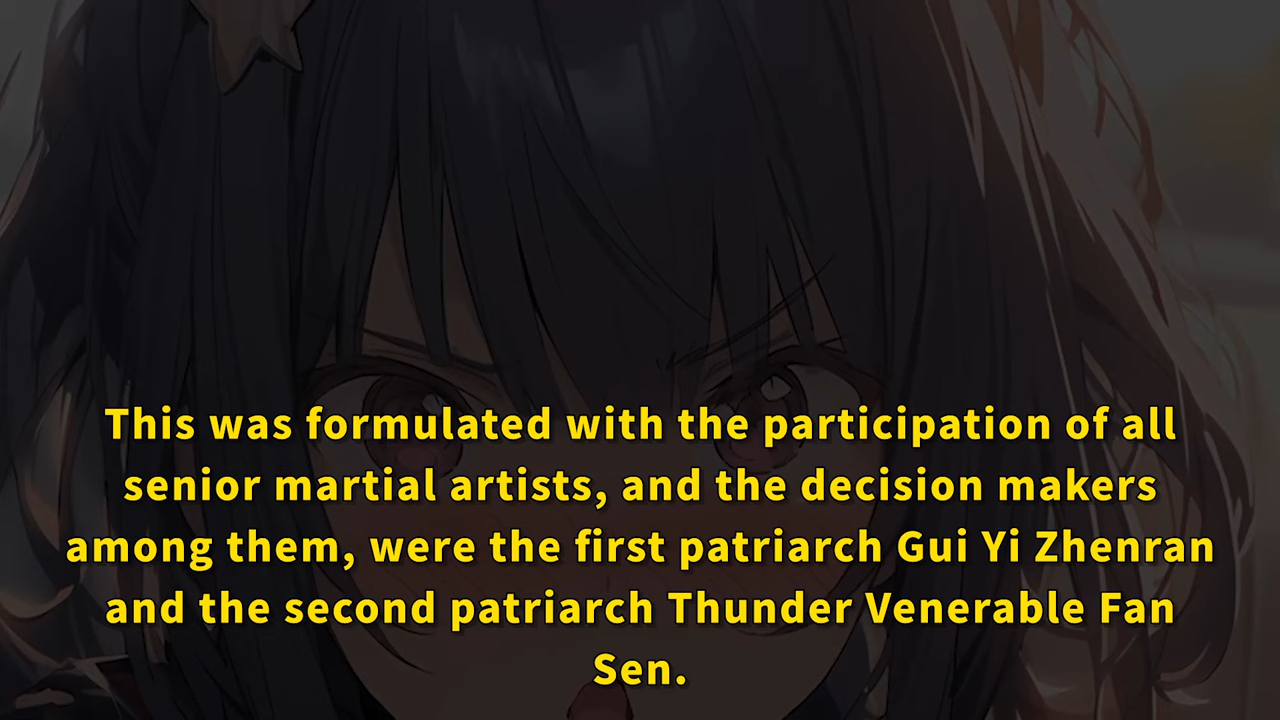 This was formulated with the participation of all
senior martial artists, and the decision makers
among them, were the first patriarch Gui Yi Zhenran
and the second patriarch Thunder Venerable Fan
Sen.